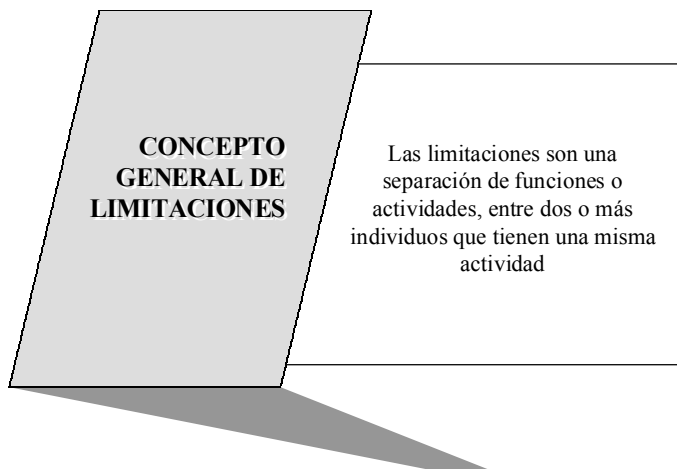 CONCEPTO
GENERAL DE
LIMITACIONES
Las limitaciones son una
separación de funciones o
actividades, entre dos o más
individuos que tienen una misma
actividad